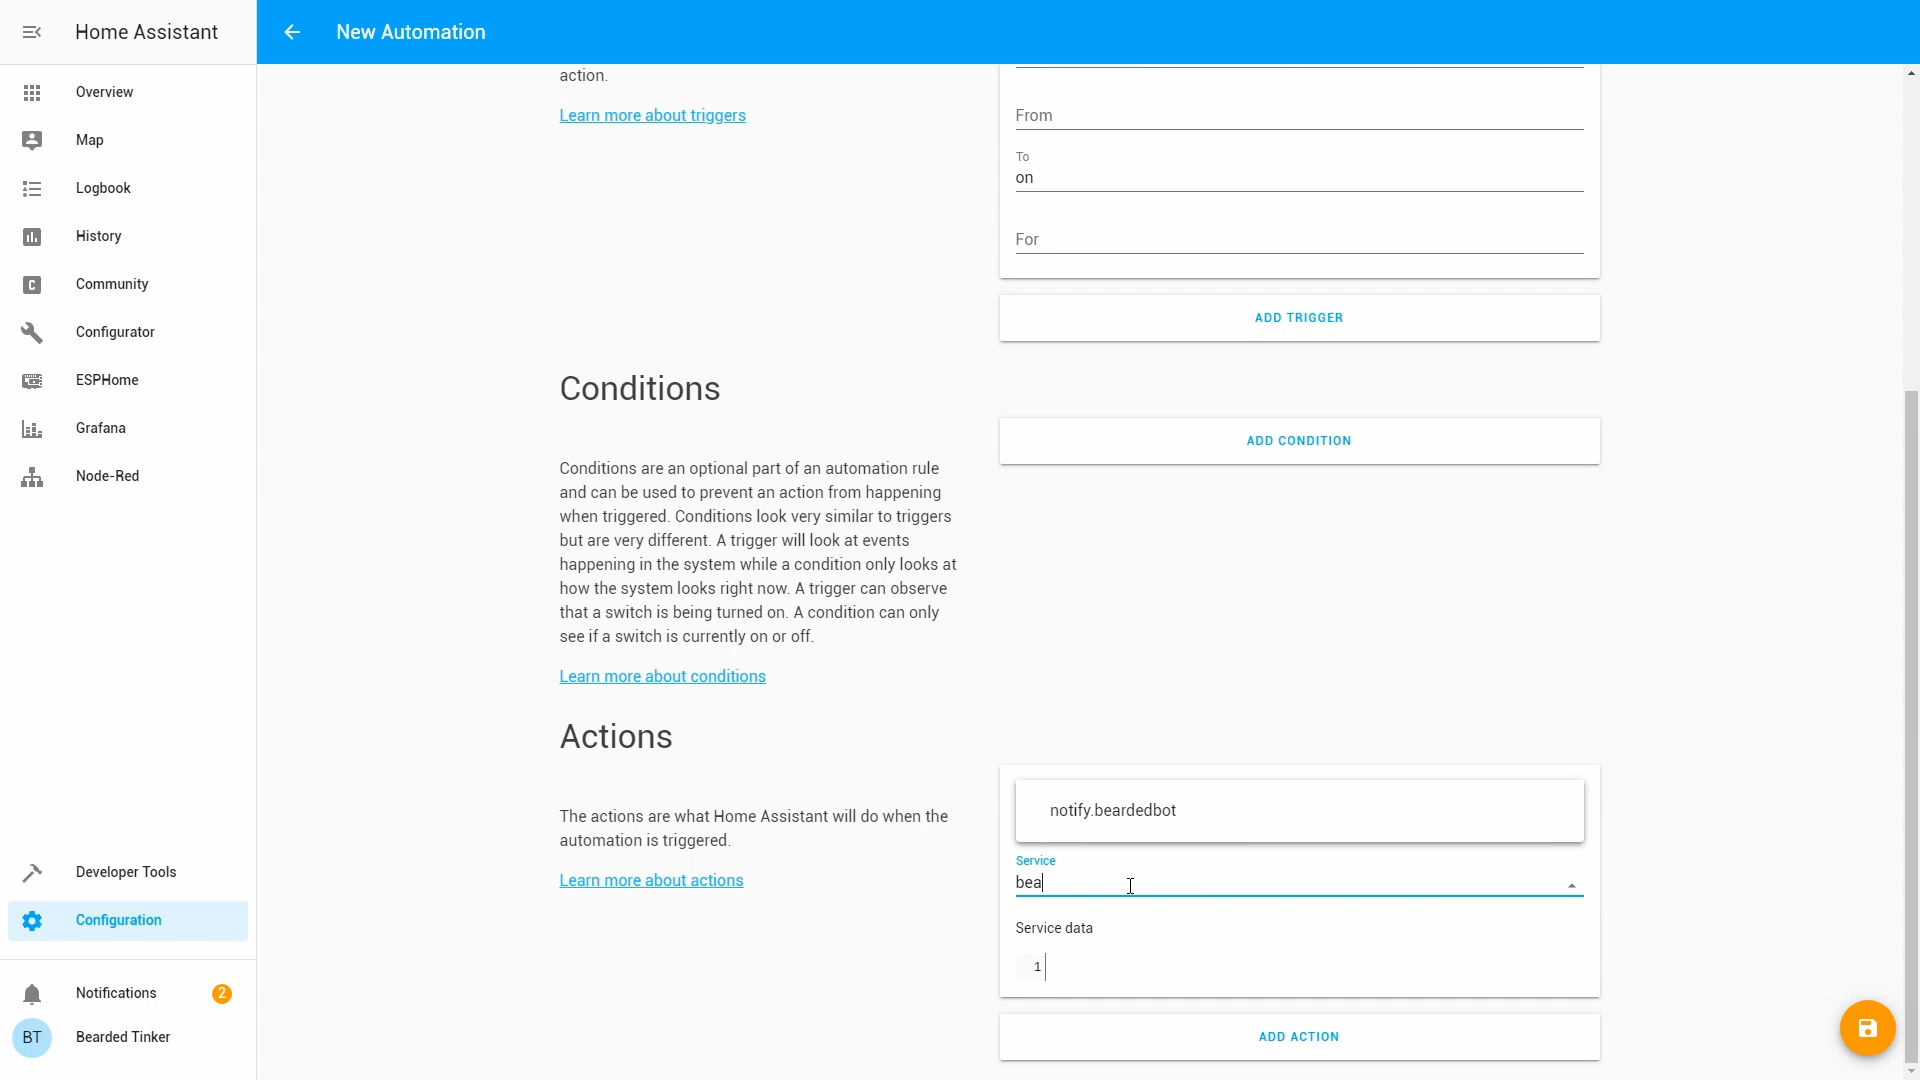 Home Assistant
New Automation
Overview
Map
Logbook
History
Community
Configurator
ESPHome
Grafana
Node-Red
Developer Tools
Configuration
Notifications
2
BT
Bearded Tinker
action.
Learn more about triggers
From
To
on
For
ADD TRIGGER
Conditions
ADD CONDITION
Conditions are an optional part of an automation rule
and can be used to prevent an action from happening
when triggered. Conditions look very similar to triggers
but are very different. A trigger will look at events
happening in the system while a condition only looks at
how the system looks right now. A trigger can observe
that a switch is being turned on. A condition can only
see if a switch is currently on or off.
Learn more about conditions
Actions
The actions are what Home Assistant will do when the
automation is triggered.
Learn more about actions
notify.beardedbot
Service
bea
Service data
1
ADD ACTION